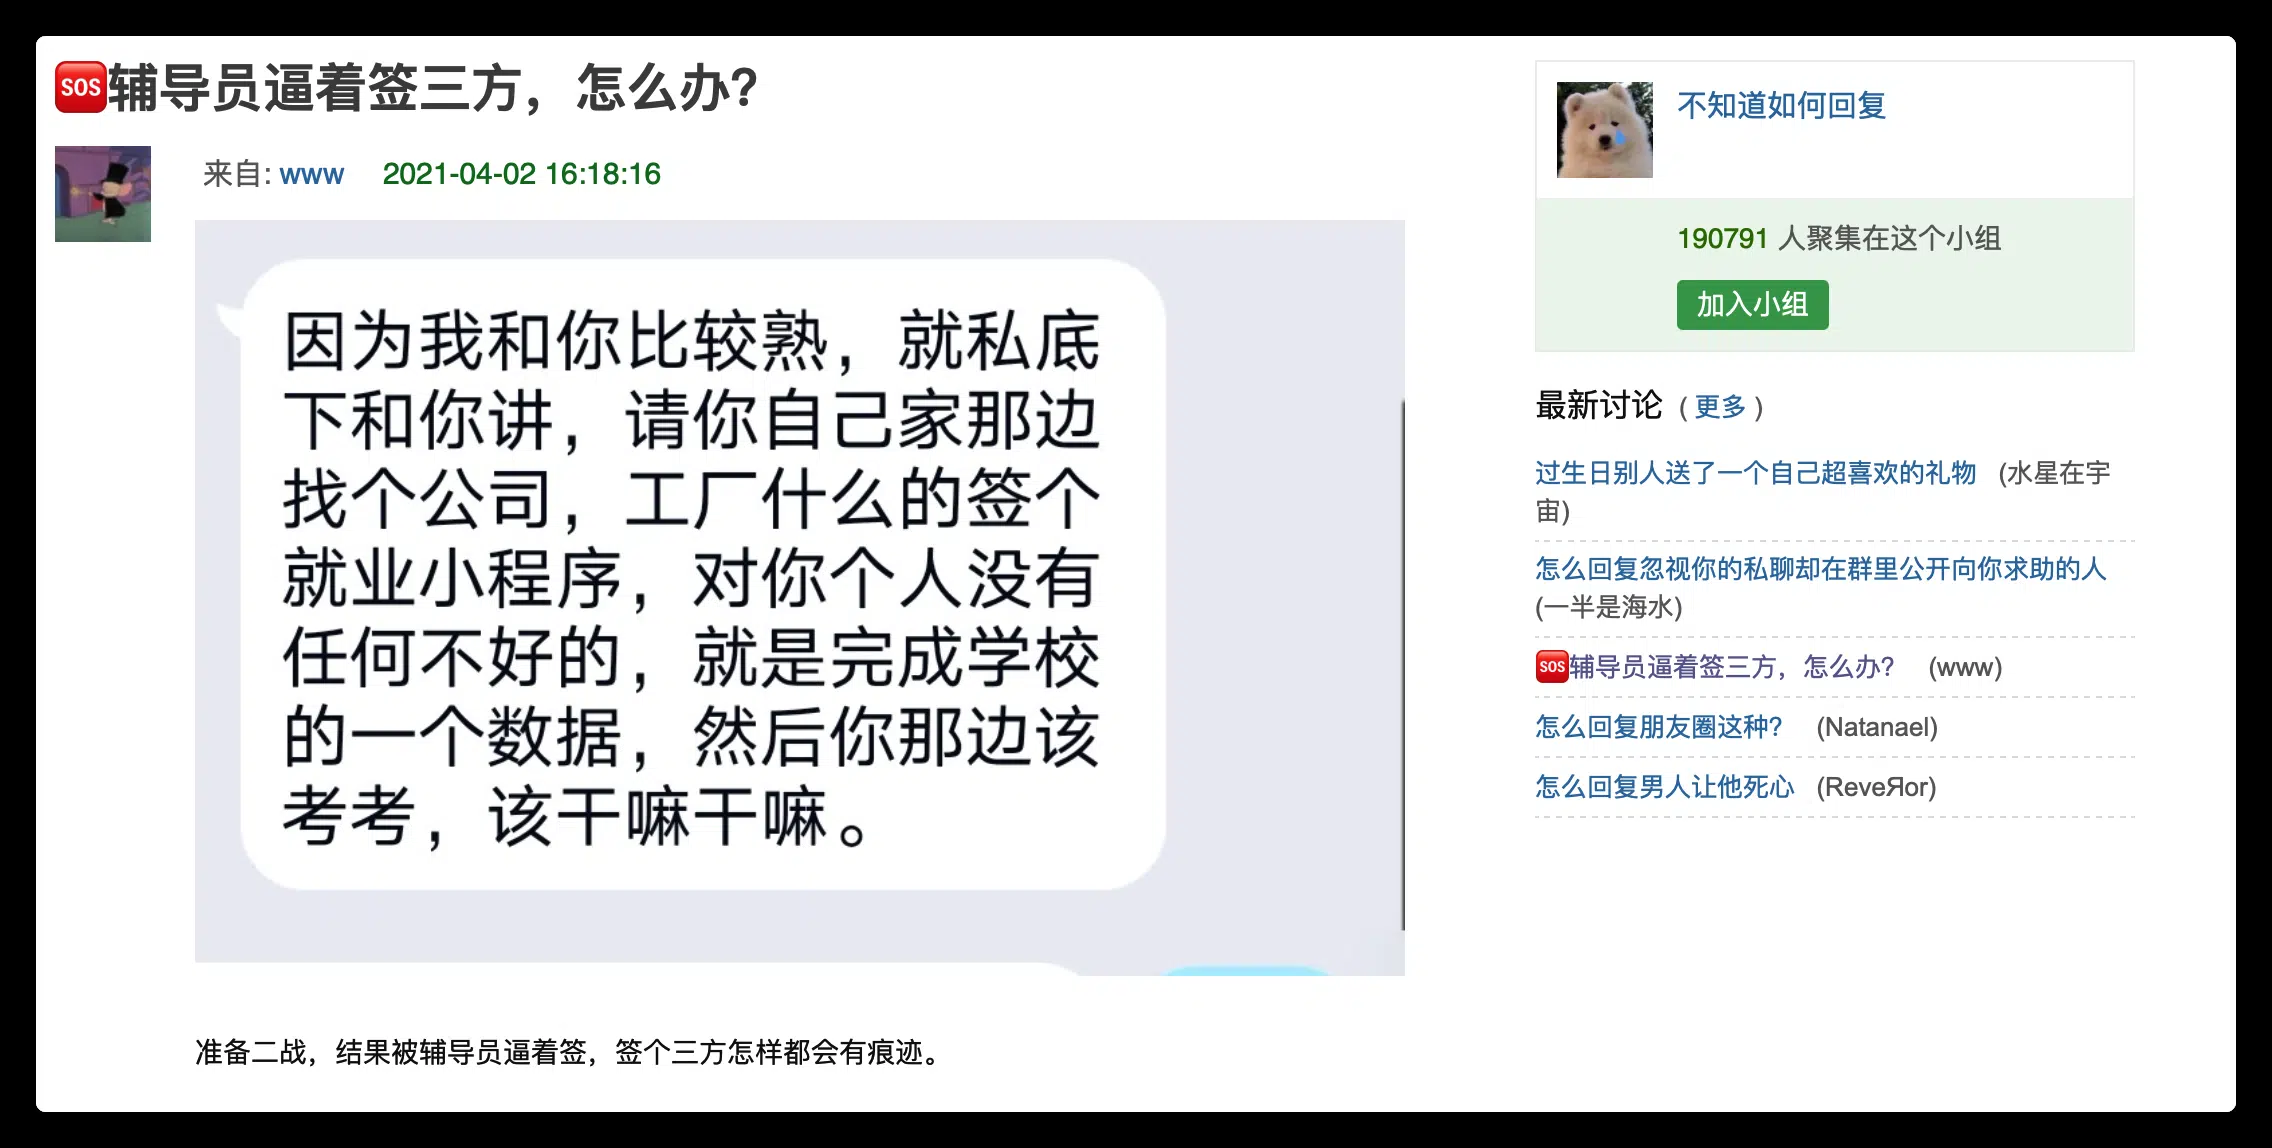 🆘辅导员逼着签三方，怎么办？
来自: www 2021-04-02 16:18:16
因为我和你比较熟，就私底
下和你讲，请你自己家那边
找个公司，工厂什么的签个
就业小程序，对你个人没有
任何不好的，就是完成学校
的一个数据，然后你那边该
考考，该干嘛干嘛。
准备二战，结果被辅导员逼着签，签个三方怎样都会有痕迹。
不知道如何回复
190791 人聚集在这个小组
加入小组
最新讨论 ( 更多 )
过生日别人送了一个自己超喜欢的礼物 (水星在宇
宙)
怎么回复忽视你的私聊却在群里公开向你求助的人
(一半是海水)
🆘辅导员逼着签三方，怎么办？ (www)
怎么回复朋友圈这种？ (Natanael)
怎么回复男人让他死心 (ReveЯor)